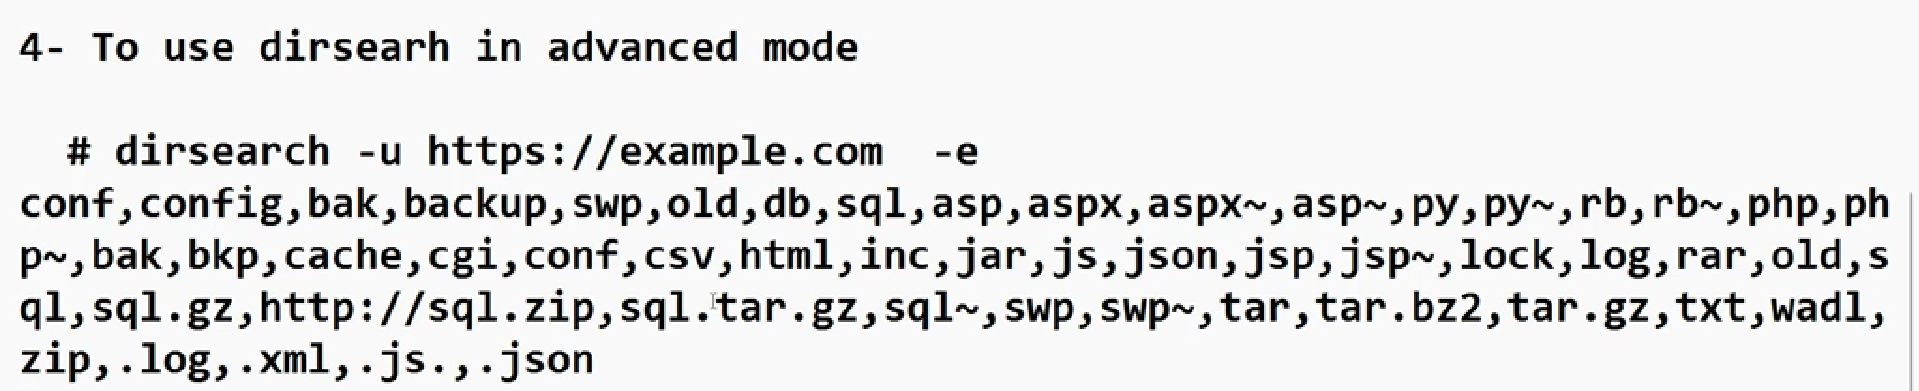 4- To use dirsearh in advanced mode
# dirsearch -u https://example.com  -e
conf,config,bak,backup,swp,old,db,sql,asp,aspx,aspx~,asp~,py,py~,rb,rb~,php,ph
p~,bak,bkp,cache,cgi,conf,csv,html,inc,jar,js,json,jsp,jsp~,lock,log,rar,old,s
ql,sql.gz,http://sql.zip,sql.tar.gz,sql~,swp,swp~,tar,tar.bz2,tar.gz,txt,wadl,
zip,.log,.xml,.js.,.json